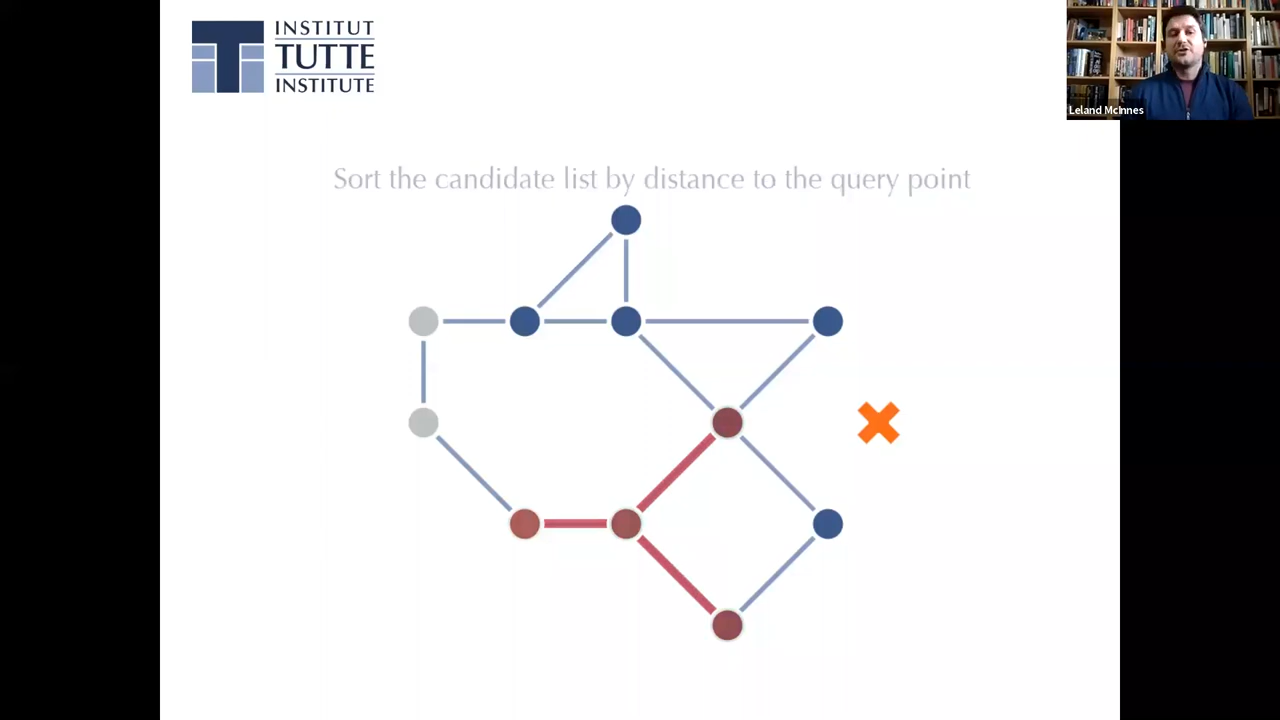 INSTITUT
TUTTE
INSTITUTE
Leland McInnes
Sort the candidate list by distance to the query point